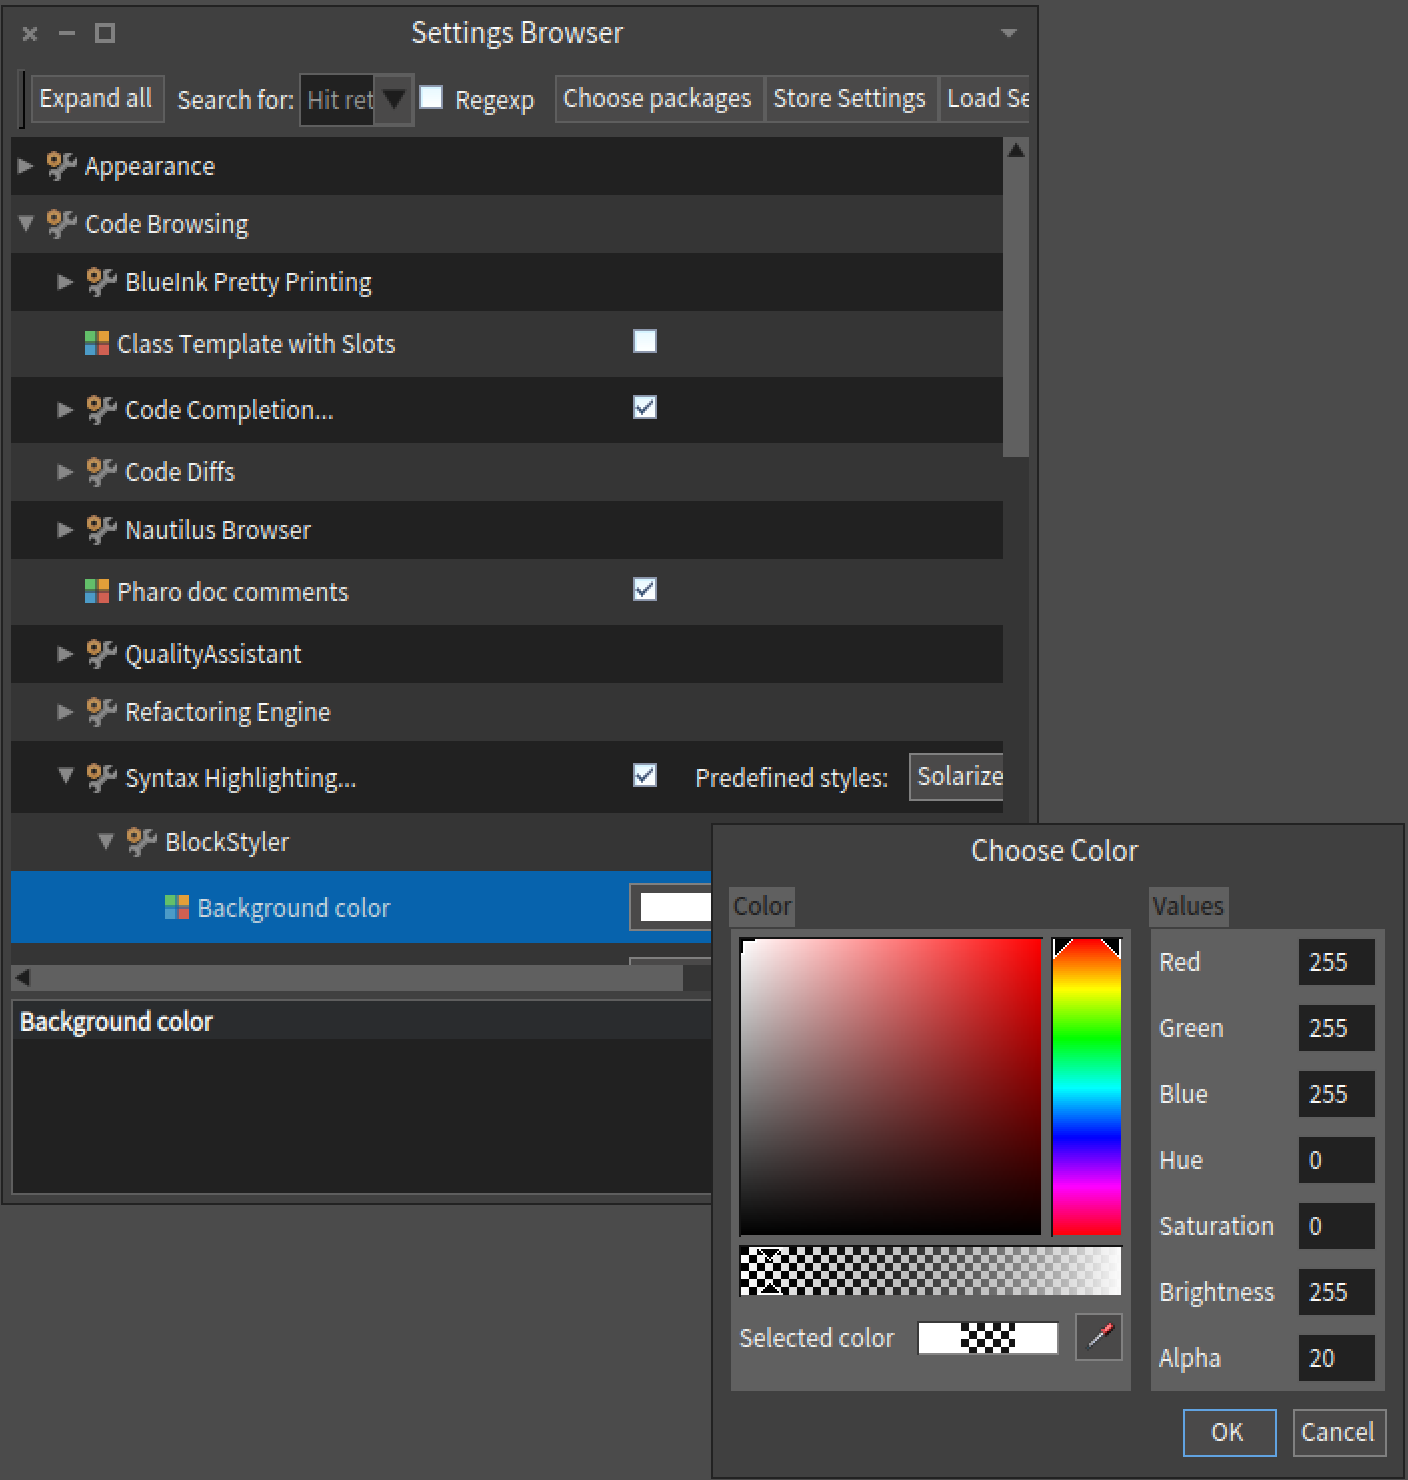 Settings Browser
Expand all Search for: Hit ret Regexp Choose packages Store Settings Load Se
Appearance
Code Browsing
BlueInk Pretty Printing
Class Template with Slots
Code Completion...
Code Diffs
Nautilus Browser
Pharo doc comments
QualityAssistant
Refactoring Engine
Syntax Highlighting... Predefined styles: Solarize
BlockStyler
Background color
Background color
Choose Color
Color
Values
Red 255
Green 255
Blue 255
Hue 0
Saturation 0
Brightness 255
Alpha 20
Selected color
OK Cancel